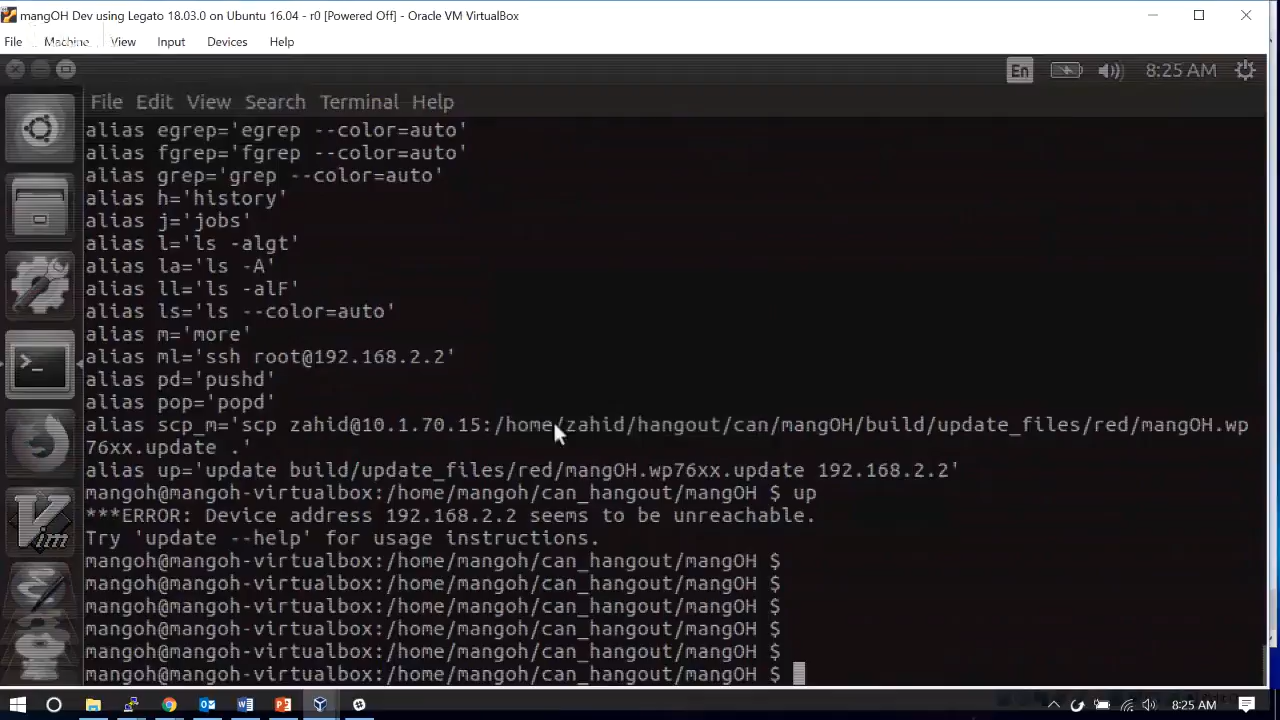 mangOH Dev using Legato 18.03.0 on Ubuntu 16.04 - r0 [Powered Off] - Oracle VM VirtualBox
File Machine View Input Devices Help
En 8:25 AM
File Edit View Search Terminal Help
alias egrep='egrep --color=auto'
alias fgrep='fgrep --color=auto'
alias grep='grep --color=auto'
alias h='history'
alias j='jobs'
alias l='ls -algt'
alias la='ls -A'
alias ll='ls -alF'
alias ls='ls --color=auto'
alias m='more'
alias ml='ssh root@192.168.2.2'
alias pd='pushd'
alias pop='popd'
alias scp_m='scp zahid@10.1.70.15:/home/zahid/hangout/can/mangOH/build/update_files/red/mangOH.wp
76xx.update .'
alias up='update build/update_files/red/mangOH.wp76xx.update 192.168.2.2'
mangoh@mangoh-virtualbox:/home/mangoh/can_hangout/mangOH $ up
***ERROR: Device address 192.168.2.2 seems to be unreachable.
Try 'update --help' for usage instructions.
mangoh@mangoh-virtualbox:/home/mangoh/can_hangout/mangOH $
mangoh@mangoh-virtualbox:/home/mangoh/can_hangout/mangOH $
mangoh@mangoh-virtualbox:/home/mangoh/can_hangout/mangOH $
mangoh@mangoh-virtualbox:/home/mangoh/can_hangout/mangOH $
mangoh@mangoh-virtualbox:/home/mangoh/can_hangout/mangOH $
mangoh@mangoh-virtualbox:/home/mangoh/can_hangout/mangOH $
8:25 AM